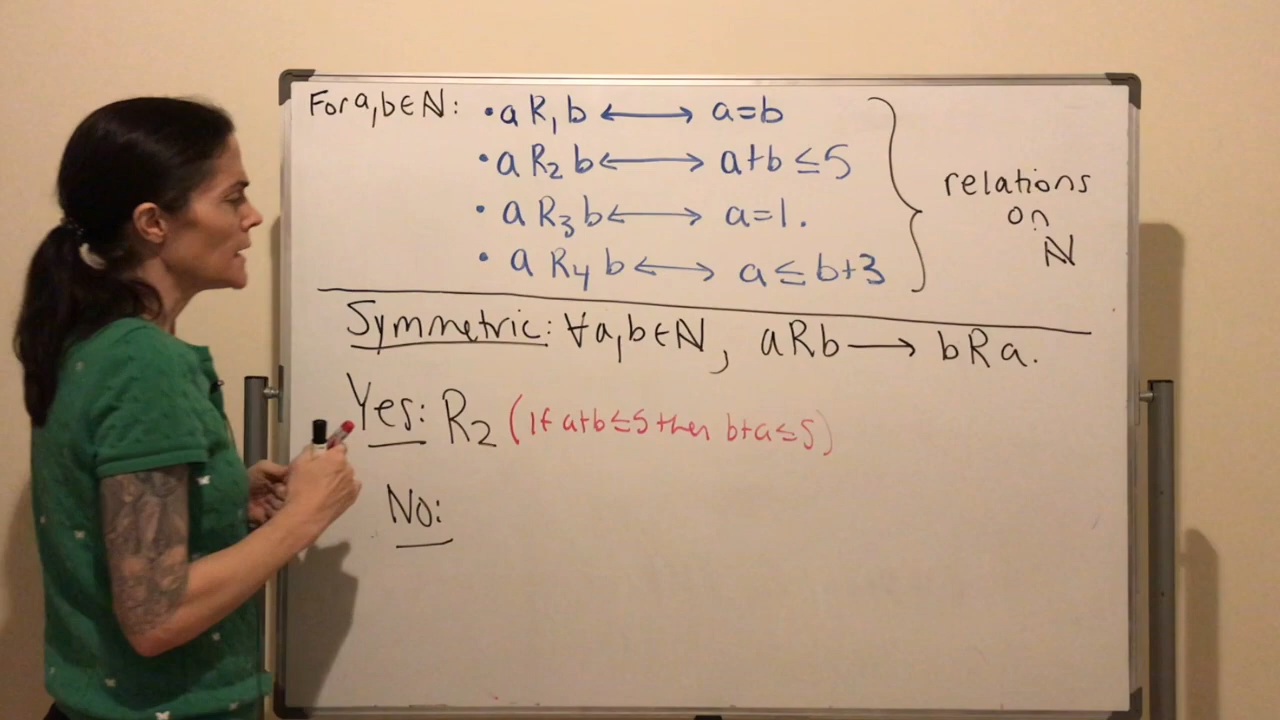 For a,b∈ℕ: • a R₁ b ⟷ a=b
• a R₂ b ⟷ a+b ≤5
• a R₃ b ⟷ a=1.
• a R₄ b ⟷ a ≤ b+3
relations
on
ℕ
Symmetric: ∀a,b∈ℕ, aRb ⟶ bRa.
Yes: R₂ (If a+b≤5 then b+a≤5)
No: